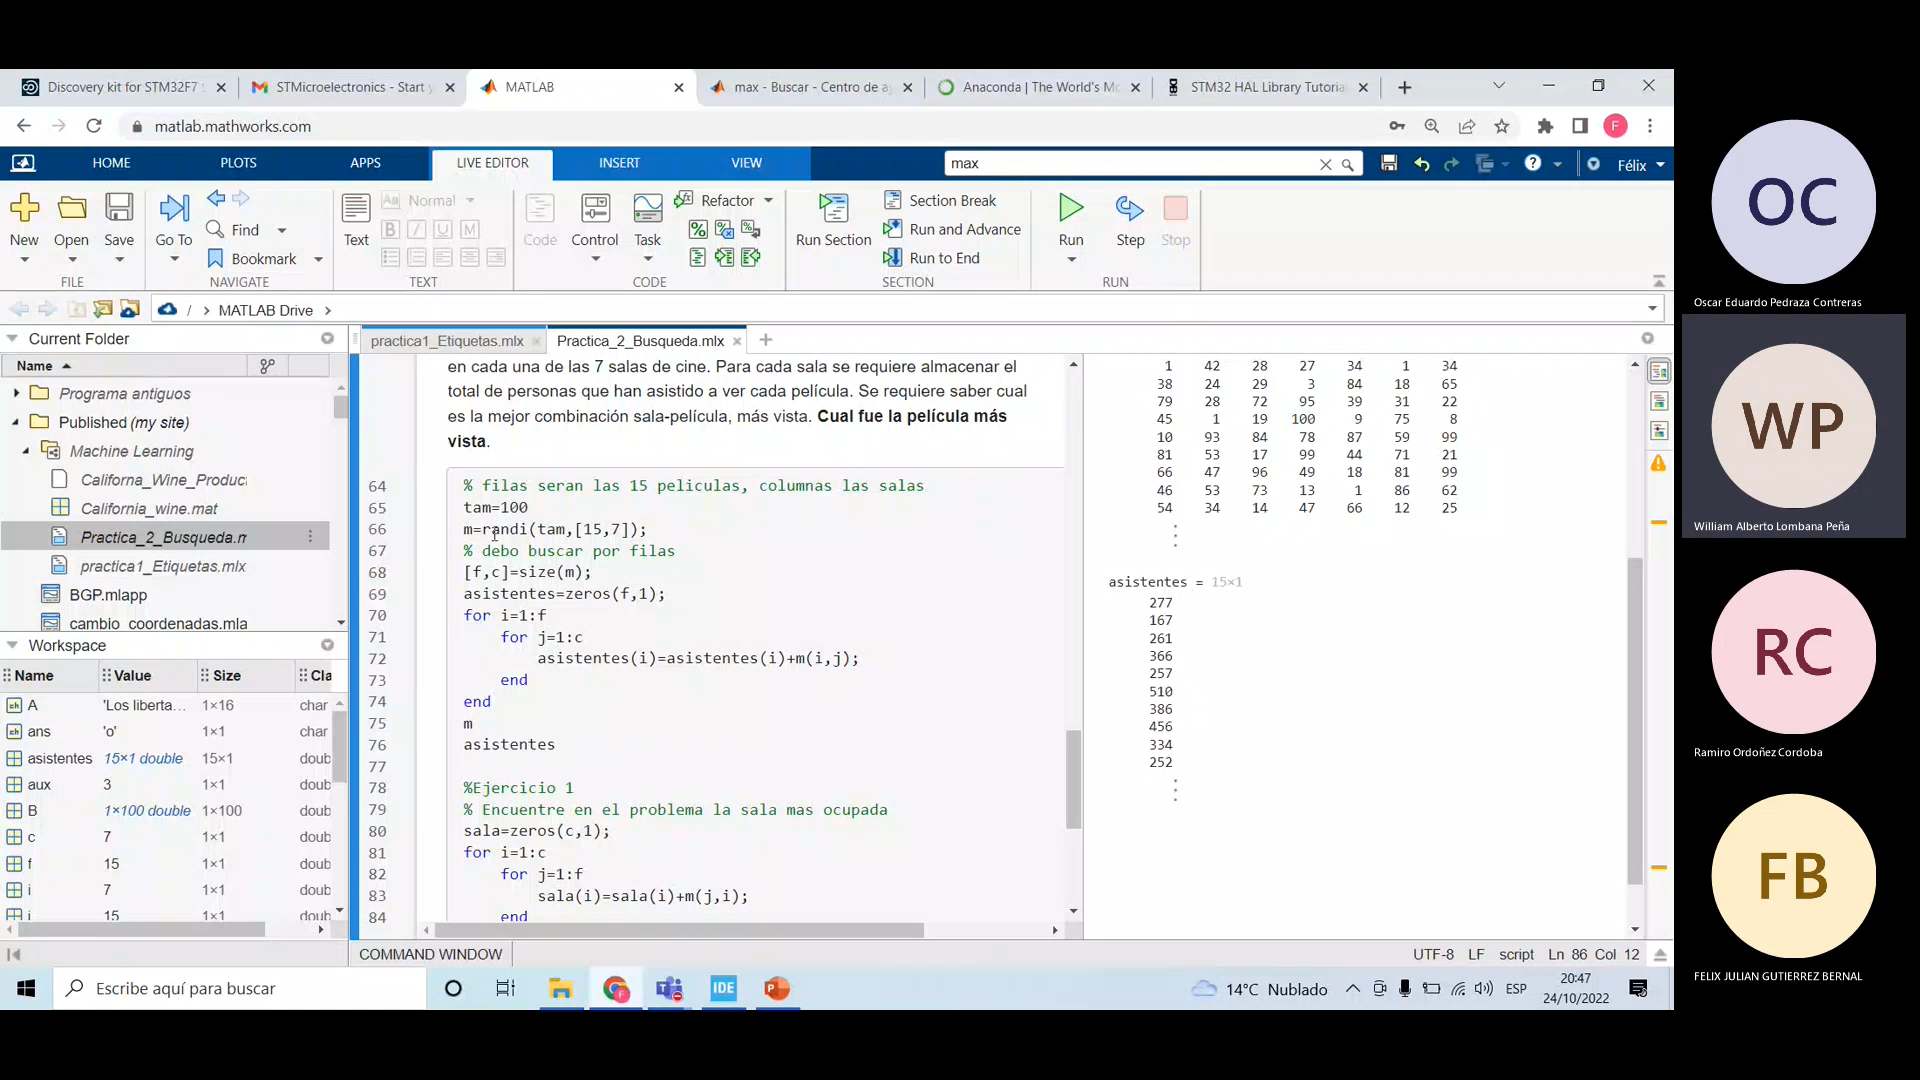 Discovery kit for STM32F7
STMicroelectronics - Start
MATLAB
max - Buscar - Centro de
Anaconda | The World's
STM32 HAL Library Tutoria
matlab.mathworks.com
F
HOME
PLOTS
APPS
LIVE EDITOR
INSERT
VIEW
max
Félix
New
Open
Save
Go To
Find
Bookmark
Text
Normal
Code
Control
Task
Refactor
Run Section
Section Break
Run and Advance
Run to End
Run
Step
Stop
FILE
NAVIGATE
TEXT
CODE
SECTION
RUN
/ MATLAB Drive
Current Folder
Name
Programa antiguos
Published (my site)
Machine Learning
Californa_Wine_Produc
California_wine.mat
Practica_2_Busqueda.m
practica1_Etiquetas.mlx
BGP.mlapp
cambio_coordenadas.mla
Workspace
Name Value Size Cla
A 'Los liberta... 1×16 char
ans 'o' 1×1 char
asistentes 15×1 double 15×1 doub
aux 3 1×1 doub
B 1×100 double 1×100 doub
c 7 1×1 doub
f 15 1×1 doub
i 7 1×1 doub
j 15 1×1 doub
practica1_Etiquetas.mlx
Practica_2_Busqueda.mlx
en cada una de las 7 salas de cine. Para cada sala se requiere almacenar el
total de personas que han asistido a ver cada película. Se requiere saber cual
es la mejor combinación sala-película, más vista. Cual fue la película más
vista.
64 % filas seran las 15 peliculas, columnas las salas
65 tam=100
66 m=randi(tam,[15,7]);
67 % debo buscar por filas
68 [f,c]=size(m);
69 asistentes=zeros(f,1);
70 for i=1:f
71 for j=1:c
72 asistentes(i)=asistentes(i)+m(i,j);
73 end
74 end
75 m
76 asistentes
77
78 %Ejercicio 1
79 % Encuentre en el problema la sala mas ocupada
80 sala=zeros(c,1);
81 for i=1:c
82 for j=1:f
83 sala(i)=sala(i)+m(j,i);
84 end
1 42 28 27 34 1 34
38 24 29 3 84 18 65
79 28 72 95 39 31 22
45 1 19 100 9 75 8
10 93 84 78 87 59 99
81 53 17 99 44 71 21
66 47 96 49 18 81 99
46 53 73 13 1 86 62
54 34 14 47 66 12 25
asistentes = 15×1
277
167
261
366
257
510
386
456
334
252
COMMAND WINDOW
UTF-8 LF script Ln 86 Col 12
Escribe aquí para buscar
IDE
14°C Nublado
ESP
20:47
24/10/2022
OC
Oscar Eduardo Pedraza Contreras
WP
William Alberto Lombana Peña
RC
Ramiro Ordoñez Cordoba
FB
FELIX JULIAN GUTIERREZ BERNAL